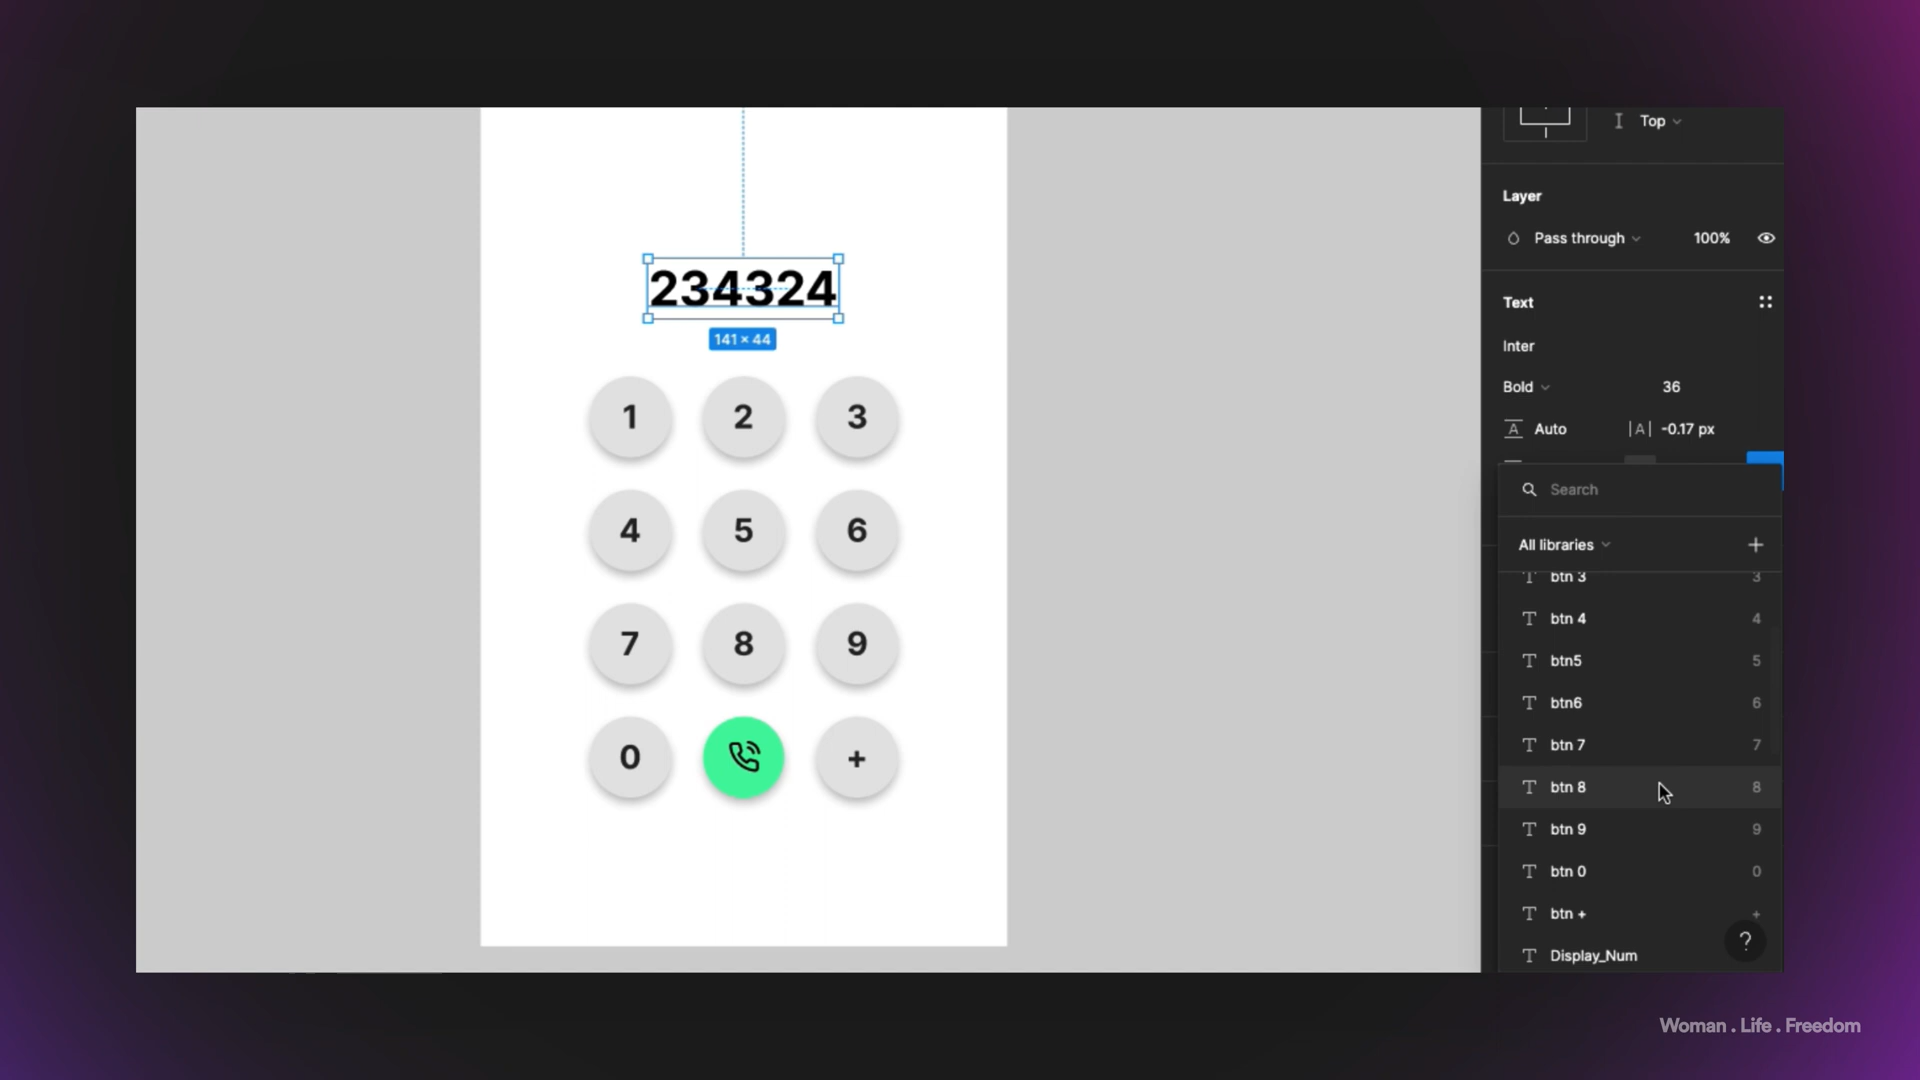 234324
141 × 44
1 2 3
4 5 6
7 8 9
0 +
Top
Layer
Pass through 100%
Text
Inter
Bold 36
Auto -0.17 px
Search
All libraries
btn 3 3
btn 4 4
btn5 5
btn6 6
btn 7 7
btn 8 8
btn 9 9
btn 0 0
btn + +
Display_Num
?
Woman . Life . Freedom